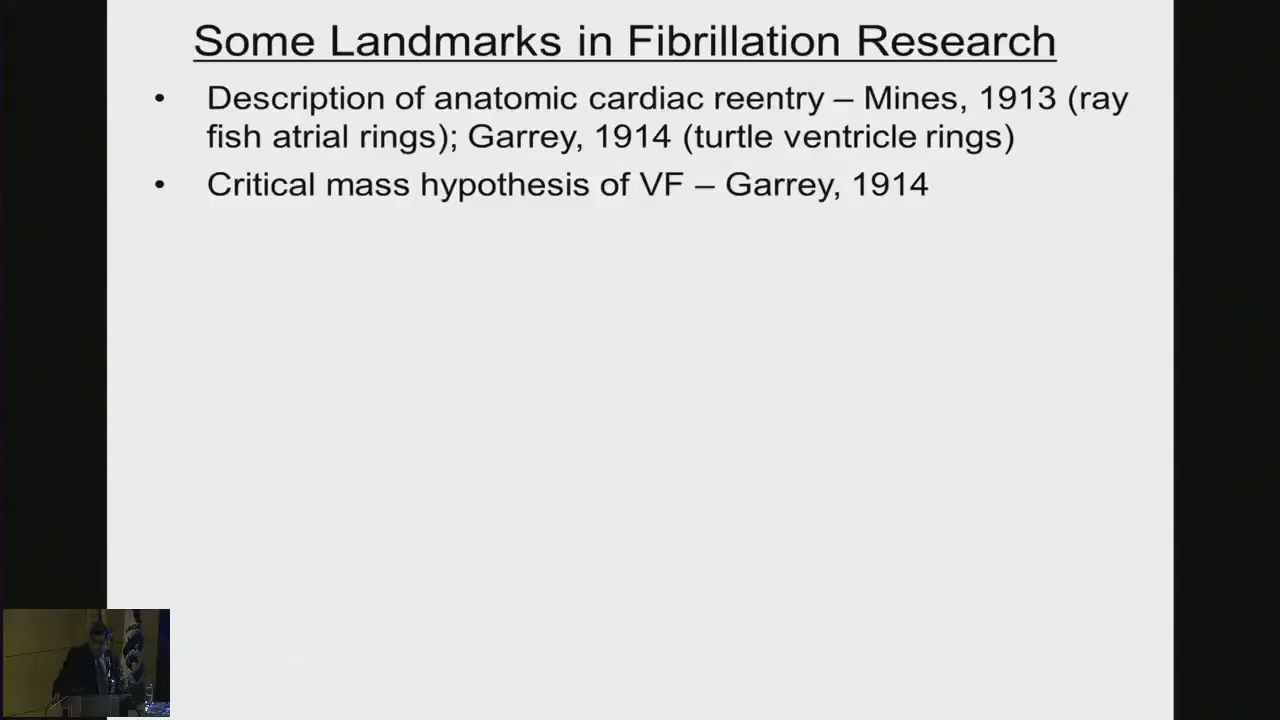 Some Landmarks in Fibrillation Research
• Description of anatomic cardiac reentry – Mines, 1913 (ray
fish atrial rings); Garrey, 1914 (turtle ventricle rings)
• Critical mass hypothesis of VF – Garrey, 1914